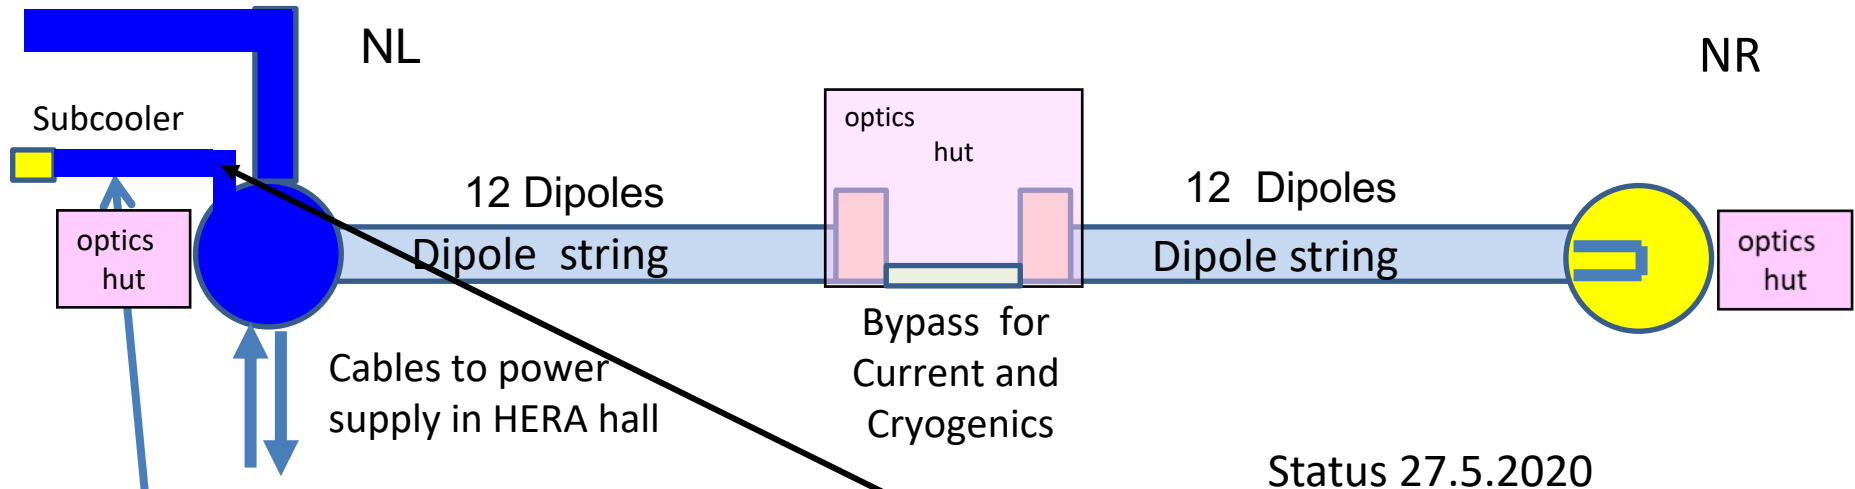 NL
NR
Subcooler
optics
hut
12 Dipoles
12 Dipoles
optics
hut
Dipole string
Dipole string
optics
hut
Bypass for
Current and
Cryogenics
Cables to power
supply in HERA hall
Status 27.5.2020